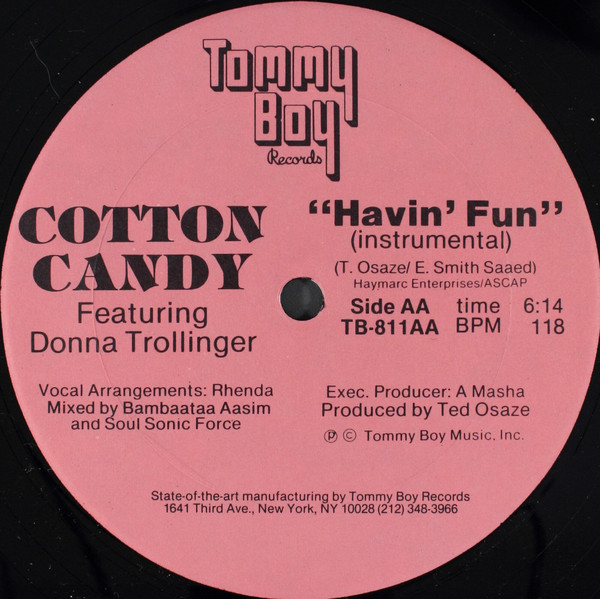 Tommy
Boy
Records
COTTON
CANDY
Featuring
Donna Trollinger
"Havin' Fun"
(instrumental)
(T. Osaze/ E. Smith Saaed)
Haymarc Enterprises/ASCAP
Side AA time 6:14
TB-811AA BPM 118
Vocal Arrangements: Rhenda
Mixed by Bambaataa Aasim
and Soul Sonic Force
Exec. Producer: A Masha
Produced by Ted Osaze
℗ © Tommy Boy Music, Inc.
State-of-the-art manufacturing by Tommy Boy Records
1641 Third Ave., New York, NY 10028 (212) 348-3966